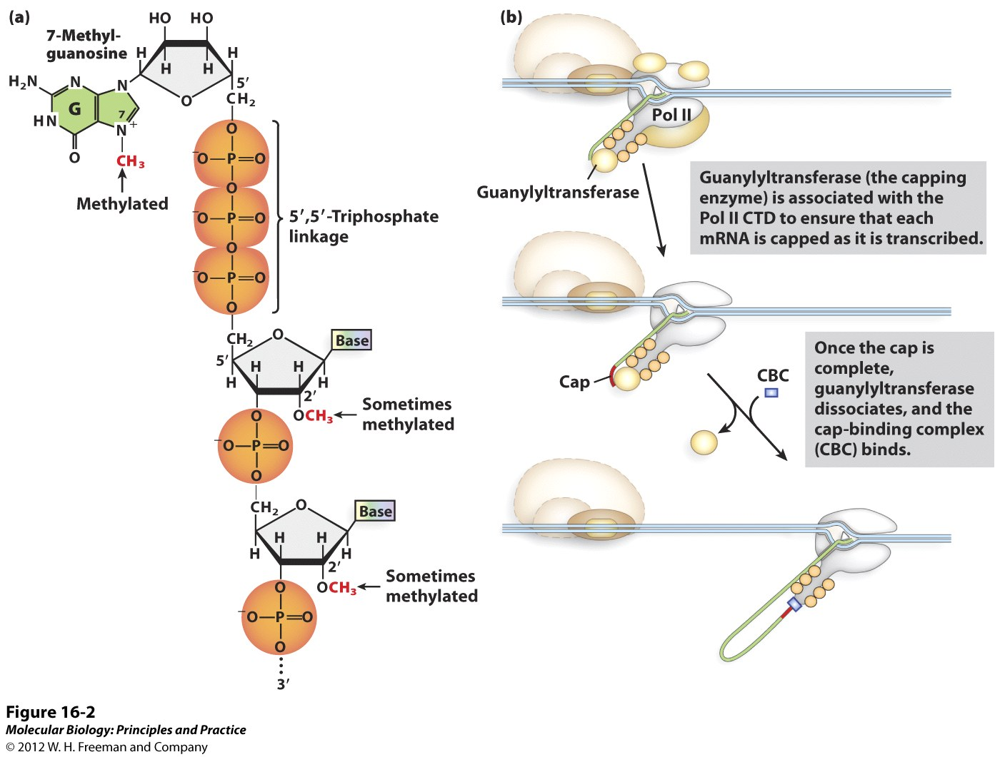 (a)
HO HO
7-Methyl-
guanosine
H H
H H
H₂N N N 5′
O CH₂
G
HN 7
N +
O
CH₃
Methylated
O
⁻O—P=O
O
⁻O—P=O
O
⁻O—P=O
O
5′,5′-Triphosphate
linkage
CH₂ O Base
5′ H H
H H
2′
O OCH₃
Sometimes
methylated
⁻O—P=O
O
CH₂ O Base
H H
H H
2′
O OCH₃
Sometimes
methylated
⁻O—P=O
O
3′
(b)
Pol II
Guanylyltransferase
Guanylyltransferase (the capping
enzyme) is associated with the
Pol II CTD to ensure that each
mRNA is capped as it is transcribed.
Cap
CBC
Once the cap is
complete,
guanylyltransferase
dissociates, and the
cap-binding complex
(CBC) binds.
Figure 16-2
Molecular Biology: Principles and Practice
© 2012 W. H. Freeman and Company